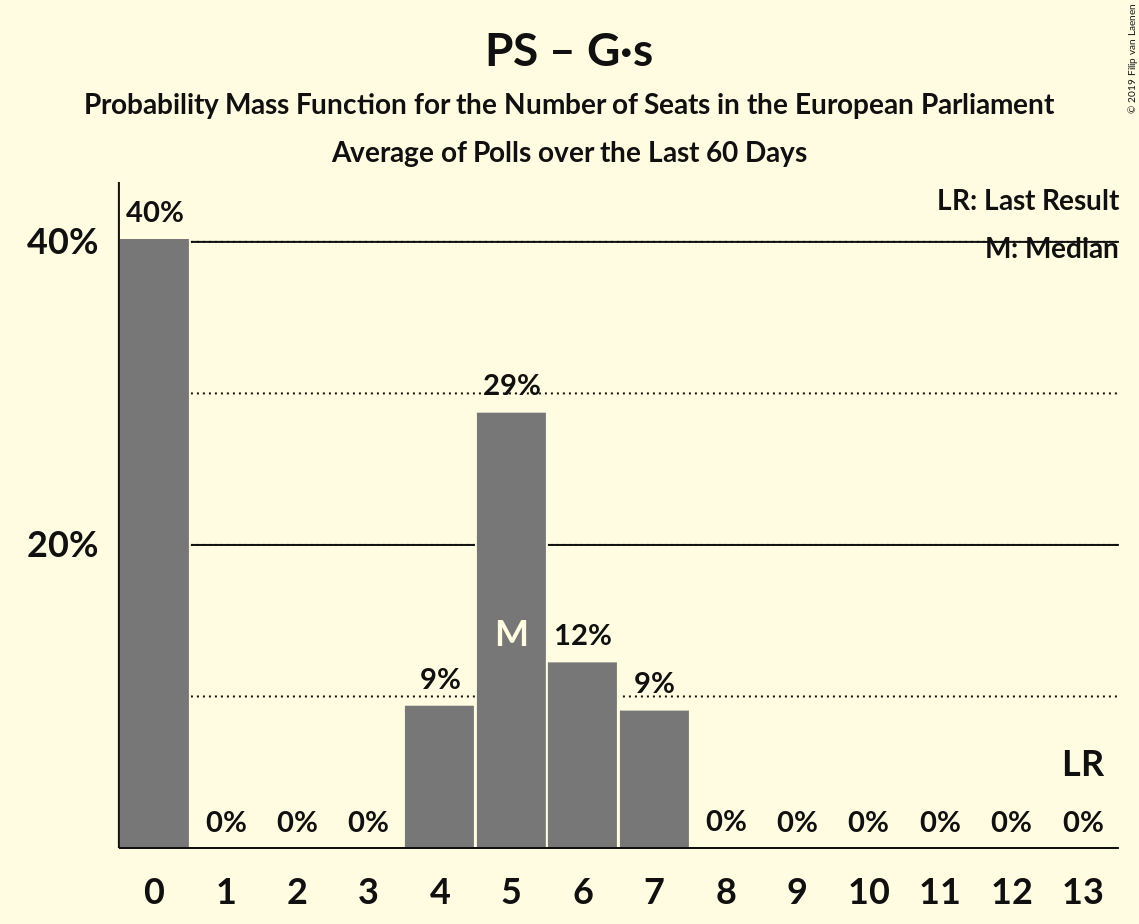 PS – G·s
Probability Mass Function for the Number of Seats in the European Parliament
Average of Polls over the Last 60 Days
© 2019 Filip van Laenen
LR: Last Result
M: Median
40%
20%
40%
0%
0%
0%
9%
29%
12%
9%
0%
0%
0%
0%
0%
0%
M
LR
0 1 2 3 4 5 6 7 8 9 10 11 12 13